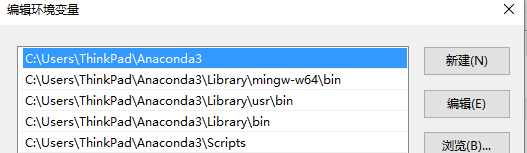 编辑环境变量
C:\Users\ThinkPad\Anaconda3
新建(N)
C:\Users\ThinkPad\Anaconda3\Library\mingw-w64\bin
C:\Users\ThinkPad\Anaconda3\Library\usr\bin
编辑(E)
C:\Users\ThinkPad\Anaconda3\Library\bin
C:\Users\ThinkPad\Anaconda3\Scripts
浏览(B)...